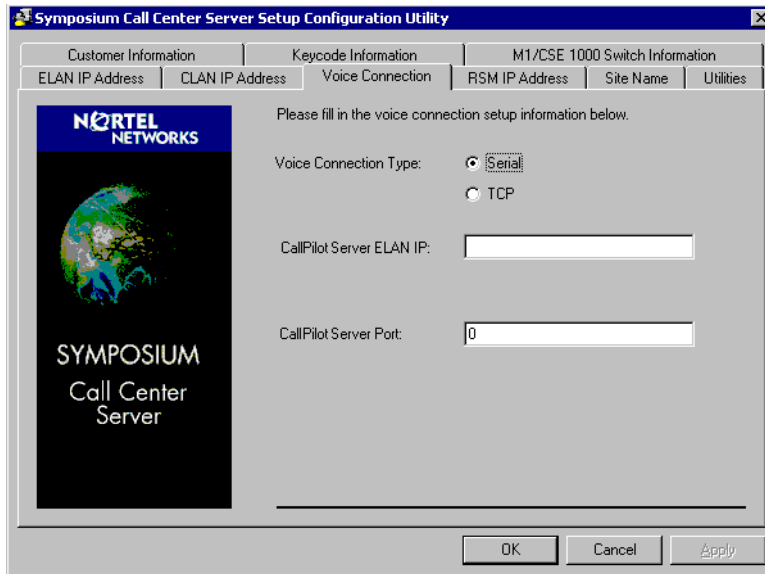 Symposium Call Center Server Setup Configuration Utility
Customer Information
Keycode Information
M1/CSE 1000 Switch Information
ELAN IP Address
CLAN IP Address
Voice Connection
RSM IP Address
Site Name
Utilities
NORTEL
NETWORKS
SYMPOSIUM
Call Center
Server
Please fill in the voice connection setup information below.
Voice Connection Type:
Serial
TCP
CallPilot Server ELAN IP:
CallPilot Server Port:
0
OK
Cancel
Apply